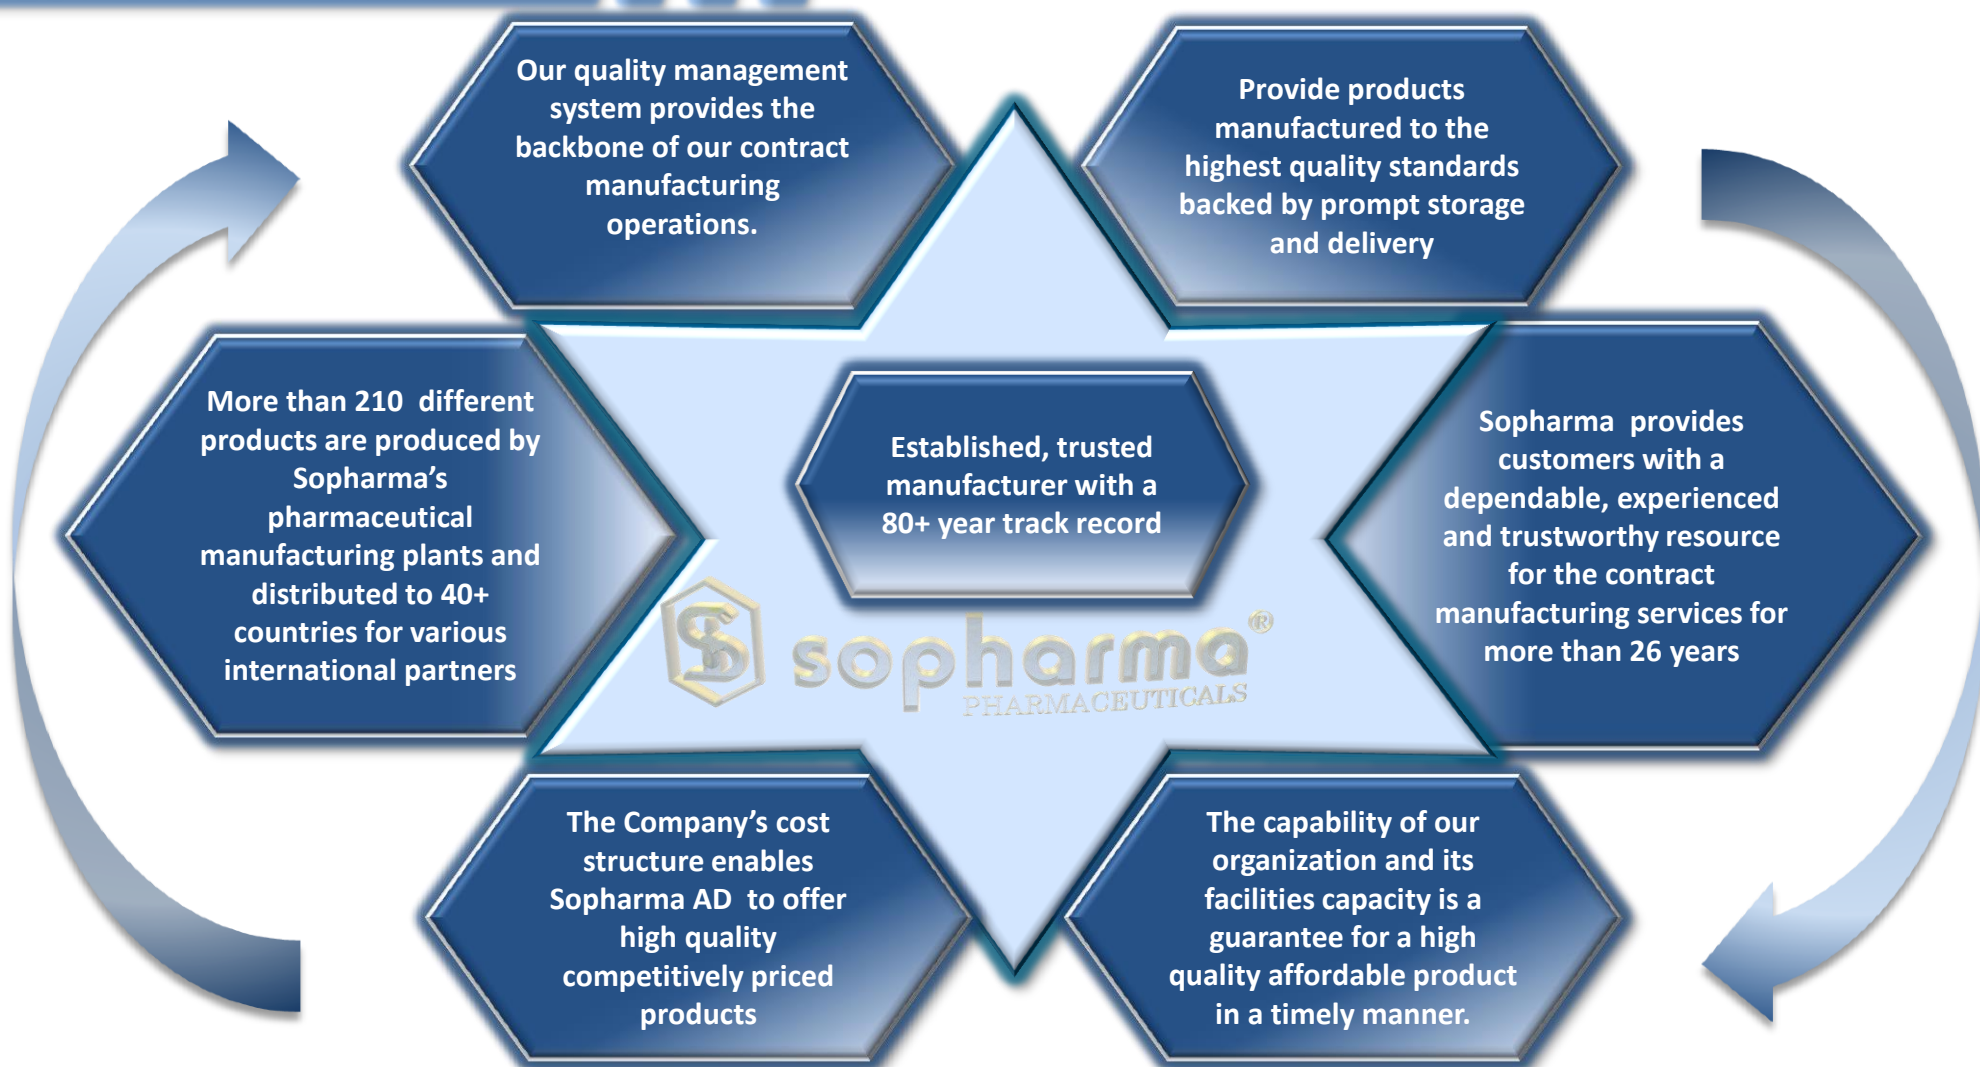 Our quality management
system provides the
backbone of our contract
manufacturing
operations.
Provide products
manufactured to the
highest quality standards
backed by prompt storage
and delivery
More than 210  different
products are produced by
Sopharma’s
pharmaceutical
manufacturing plants and
distributed to 40+
countries for various
international partners
Established, trusted
manufacturer with a
80+ year track record
Sopharma  provides
customers with a
dependable, experienced
and trustworthy resource
for the contract
manufacturing services for
more than 26 years
sopharma®
PHARMACEUTICALS
The Company’s cost
structure enables
Sopharma AD  to offer
high quality
competitively priced
products
The capability of our
organization and its
facilities capacity is a
guarantee for a high
quality affordable product
in a timely manner.